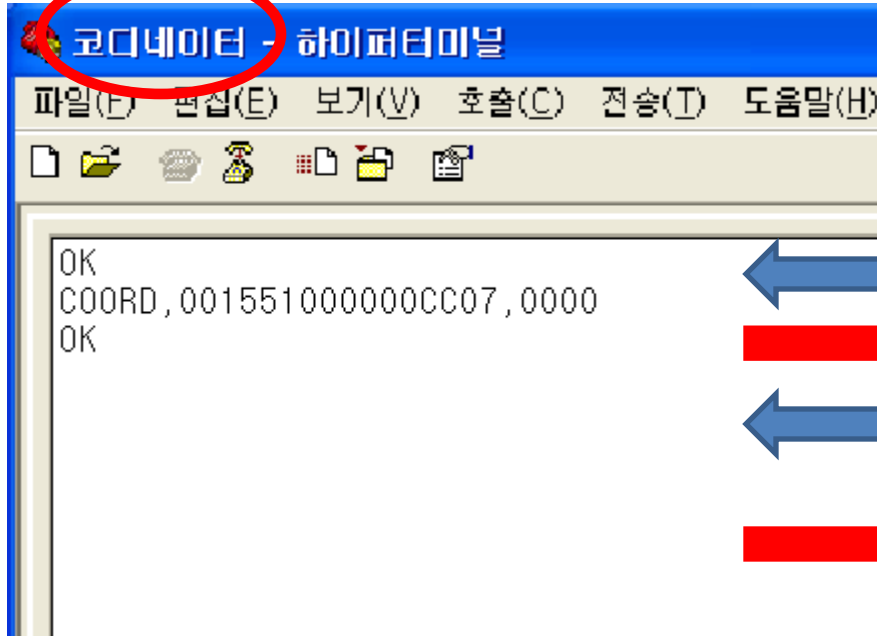 코디네이터 - 하이퍼터미널
파일(F) 편집(E) 보기(V) 호출(C) 전송(T) 도움말(H)
OK
COORD,001551000000CC07,0000
OK